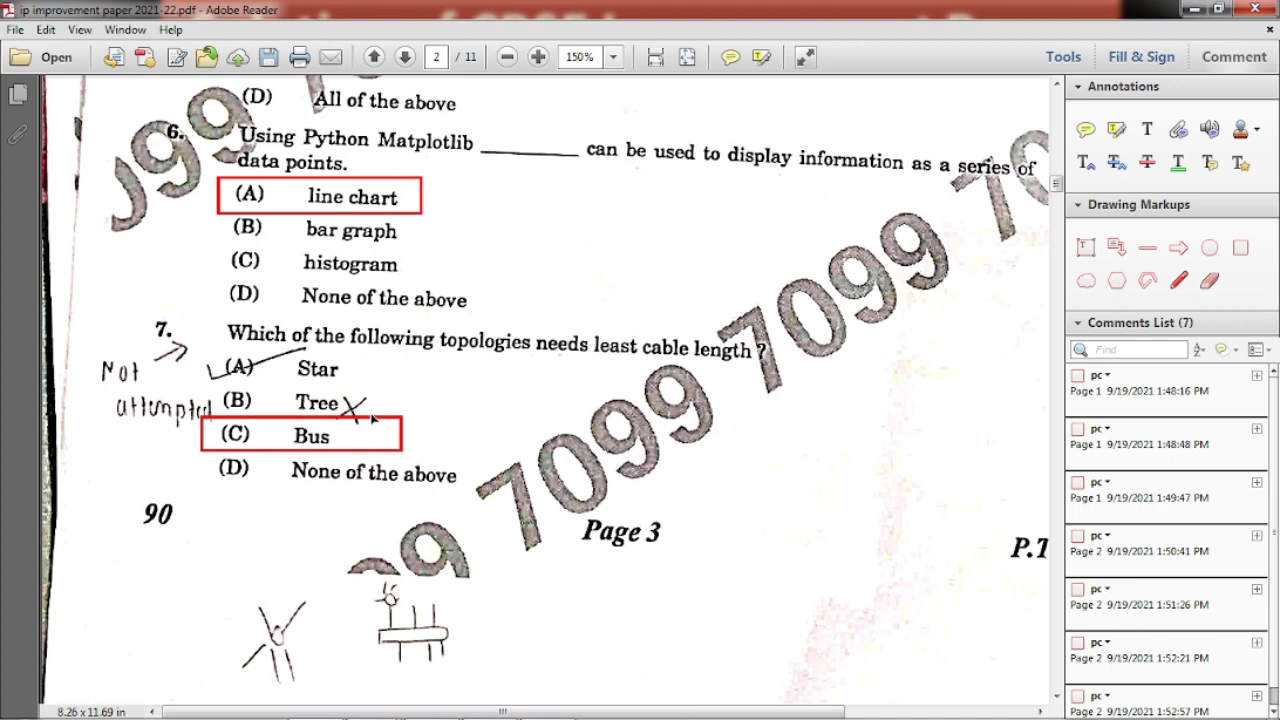 ip improvement paper 2021-22.pdf - Adobe Reader
File Edit View Window Help
Open 2 / 11 150% Tools Fill & Sign Comment
(D) All of the above
6. Using Python Matplotlib __________ can be used to display information as a series of
data points.
(A) line chart
(B) bar graph
(C) histogram
(D) None of the above
7. Which of the following topologies needs least cable length ?
(A) Star
(B) Tree
(C) Bus
(D) None of the above
Not
attempted
90 Page 3 P.T
7099 7099
8.26 x 11.69 in
Annotations
Drawing Markups
Comments List (7)
Find
pc
Page 1 9/19/2021 1:48:16 PM
pc
Page 1 9/19/2021 1:48:48 PM
pc
Page 1 9/19/2021 1:49:47 PM
pc
Page 2 9/19/2021 1:50:41 PM
pc
Page 2 9/19/2021 1:51:26 PM
pc
Page 2 9/19/2021 1:52:21 PM
pc
Page 2 9/19/2021 1:52:57 PM